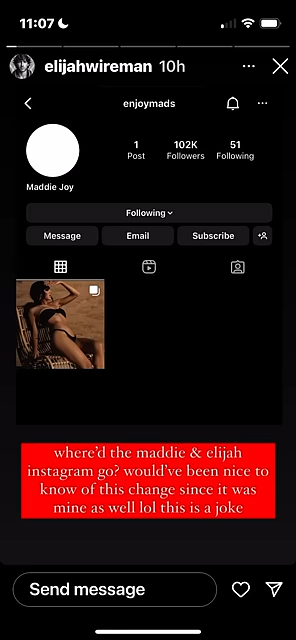 11:07
elijahwireman 10h
enjoymads
1 102K 51
Post Followers Following
Maddie Joy
Following
Message Email Subscribe
where'd the maddie & elijah
instagram go? would've been nice to
know of this change since it was
mine as well lol this is a joke
Send message